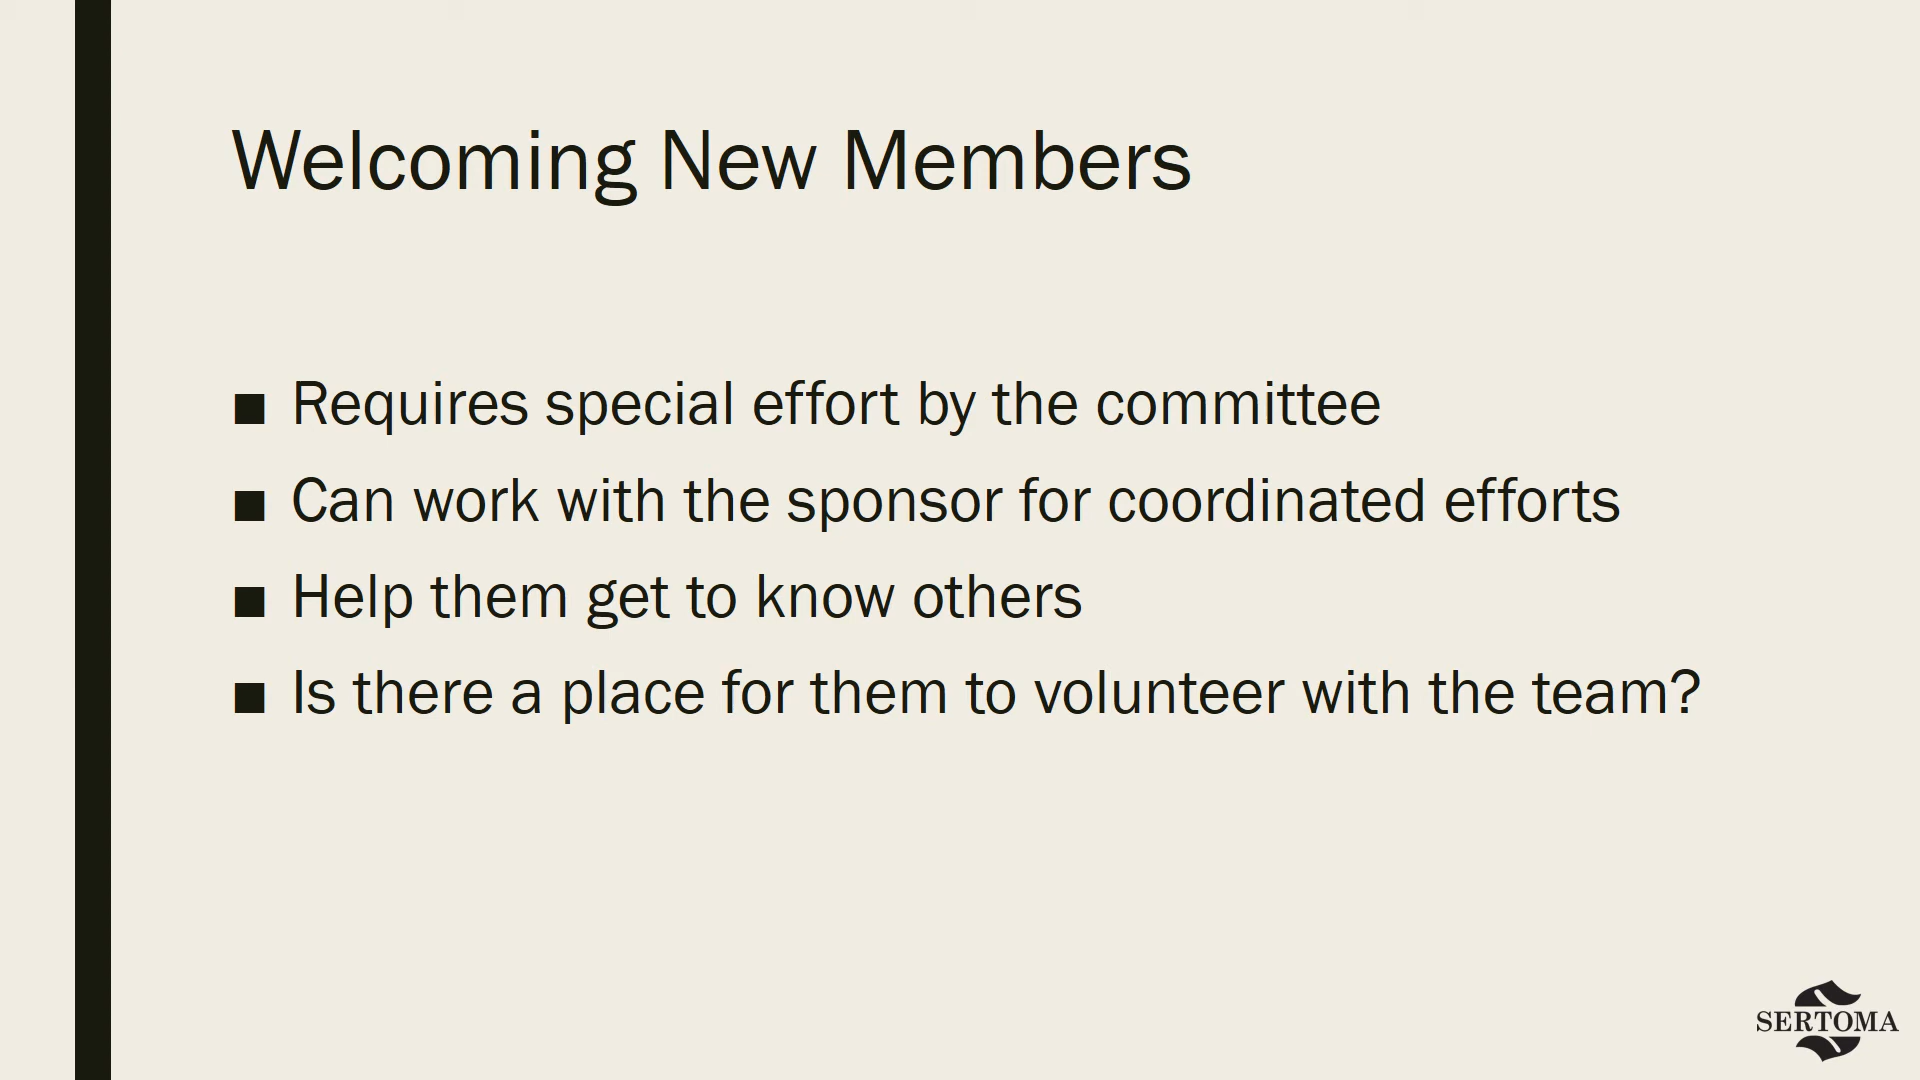 Welcoming New Members
■ Requires special effort by the committee
■ Can work with the sponsor for coordinated efforts
■ Help them get to know others
■ Is there a place for them to volunteer with the team?
SERTOMA